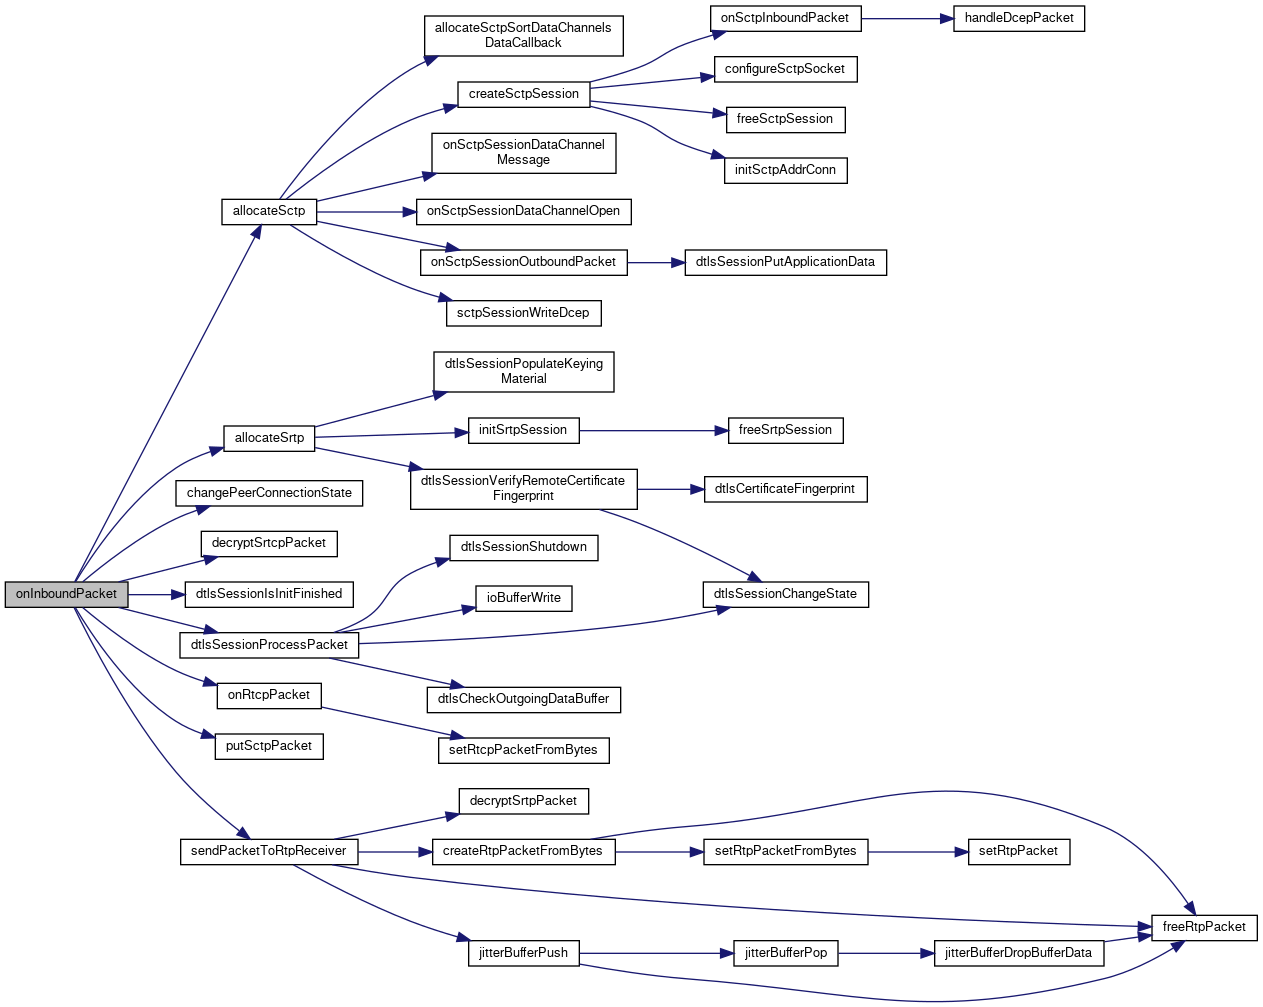 onSctpInboundPacket
handleDcepPacket
allocateSctpSortDataChannels
DataCallback
configureSctpSocket
createSctpSession
freeSctpSession
onSctpSessionDataChannel
Message
initSctpAddrConn
allocateSctp
onSctpSessionDataChannelOpen
onSctpSessionOutboundPacket
dtlsSessionPutApplicationData
sctpSessionWriteDcep
dtlsSessionPopulateKeying
Material
allocateSrtp
initSrtpSession
freeSrtpSession
changePeerConnectionState
dtlsSessionVerifyRemoteCertificate
Fingerprint
dtlsCertificateFingerprint
decryptSrtcpPacket
dtlsSessionShutdown
onInboundPacket
dtlsSessionIsInitFinished
ioBufferWrite
dtlsSessionChangeState
dtlsSessionProcessPacket
onRtcpPacket
dtlsCheckOutgoingDataBuffer
putSctpPacket
setRtcpPacketFromBytes
decryptSrtpPacket
sendPacketToRtpReceiver
createRtpPacketFromBytes
setRtpPacketFromBytes
setRtpPacket
freeRtpPacket
jitterBufferPush
jitterBufferPop
jitterBufferDropBufferData